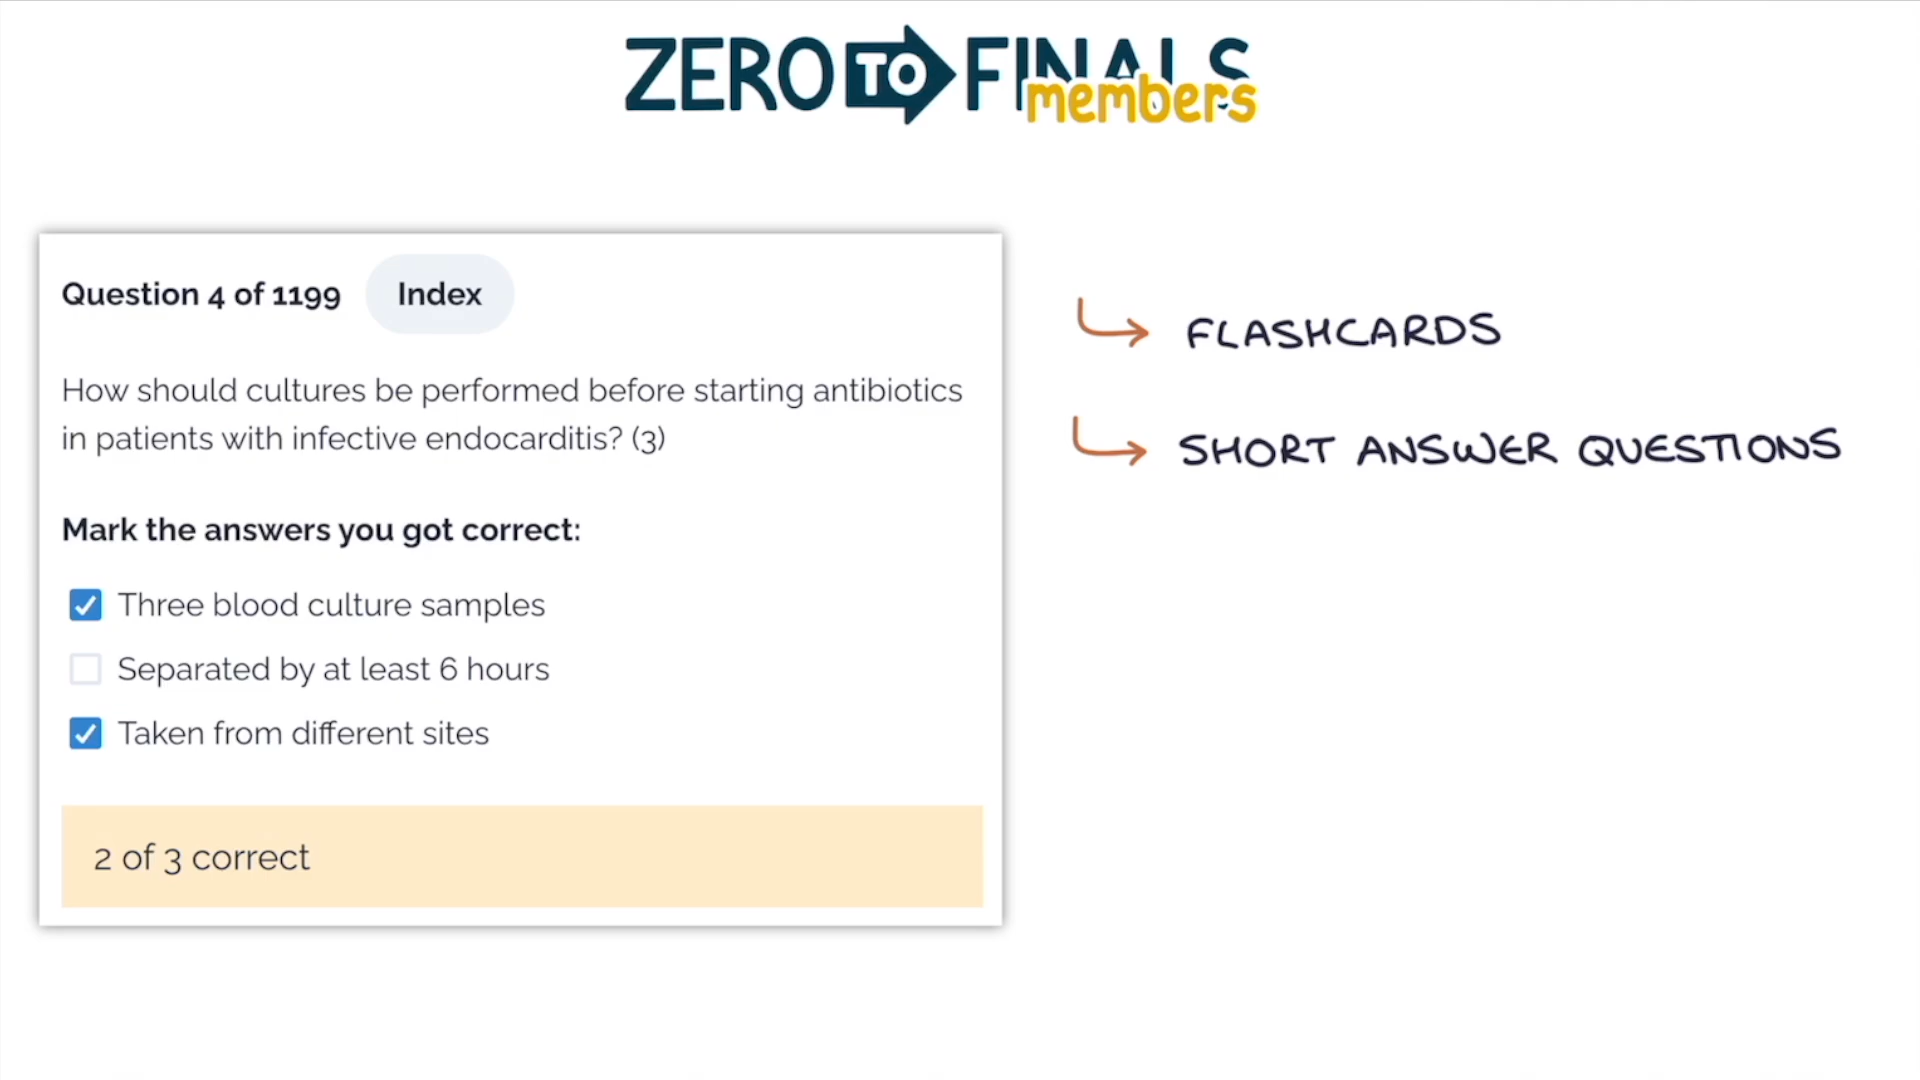 ZERO TO FINALS
members
Question 4 of 1199
Index
How should cultures be performed before starting antibiotics
in patients with infective endocarditis? (3)
Mark the answers you got correct:
Three blood culture samples
Separated by at least 6 hours
Taken from different sites
2 of 3 correct
FLASHCARDS
SHORT ANSWER QUESTIONS